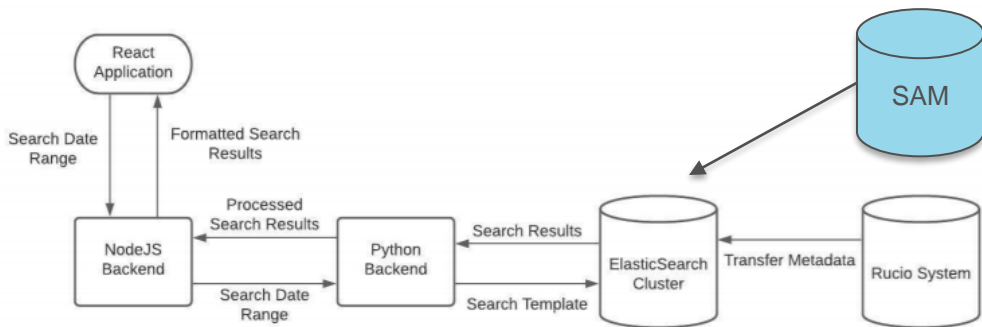 React
Application
SAM
Search Date
Range
Formatted Search
Results
Processed
Search Results
NodeJS
Backend
Python
Backend
Search Results
ElasticSearch
Cluster
Transfer Metadata
Rucio System
Search Date
Range
Search Template